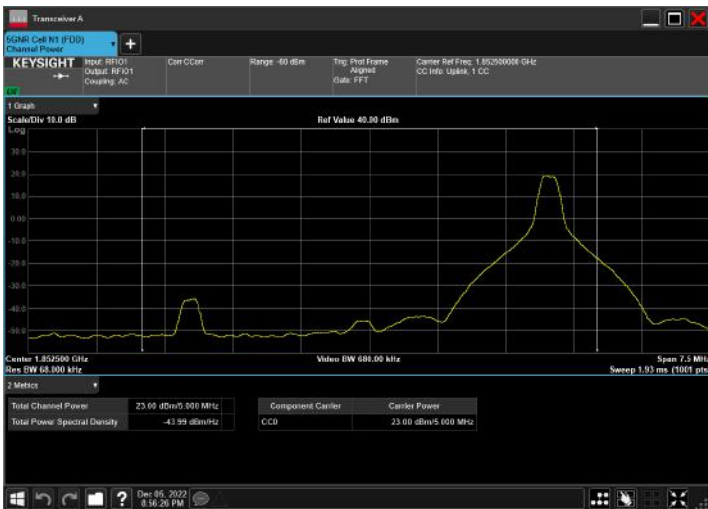 Transceiver A
5GNR Cell N1 (FDD)
Channel Power
KEYSIGHT
Input: RFIO1
Output: RFIO1
Coupling: AC
Corr CCorr
Range: -60 dBm
Trig: Prot Frame
Aligned
Gate: FFT
Carrier Ref Freq: 1.852500000 GHz
CC Info: Uplink, 1 CC
1 Graph
Scale/Div 10.0 dB
Ref Value 40.00 dBm
Log
30.0
20.0
10.0
0.00
-10.0
-20.0
-30.0
-40.0
-50.0
Center 1.852500 GHz
Video BW 680.00 kHz
Span 7.5 MHz
Res BW 68.000 kHz
Sweep 1.93 ms (1001 pts
2 Metrics
Total Channel Power 23.00 dBm/5.000 MHz
Total Power Spectral Density -43.99 dBm/Hz
Component Carrier Carrier Power
CC0 23.00 dBm/5.000 MHz
Dec 05, 2022
8:56:26 PM